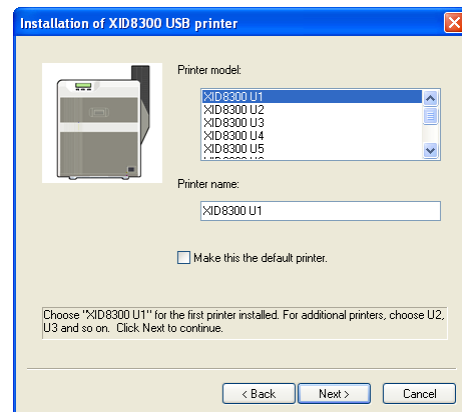 Installation of XID8300 USB printer
Printer model:
XID8300 U1
XID8300 U2
XID8300 U3
XID8300 U4
XID8300 U5
Printer name:
XID8300 U1
Make this the default printer.
Choose "XID8300 U1" for the first printer installed. For additional printers, choose U2,
U3 and so on. Click Next to continue.
< Back
Next >
Cancel